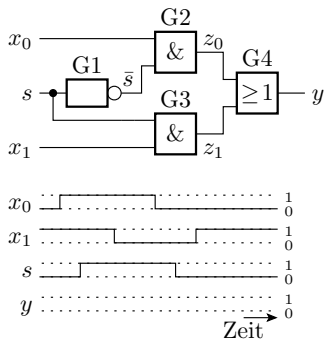 G2
x₀ & z₀
G4
G1 s̄
s ≥1 y
G3
&
x₁ z₁
x₀ 1
0
x₁ 1
0
s 1
0
y 1
0
Zeit